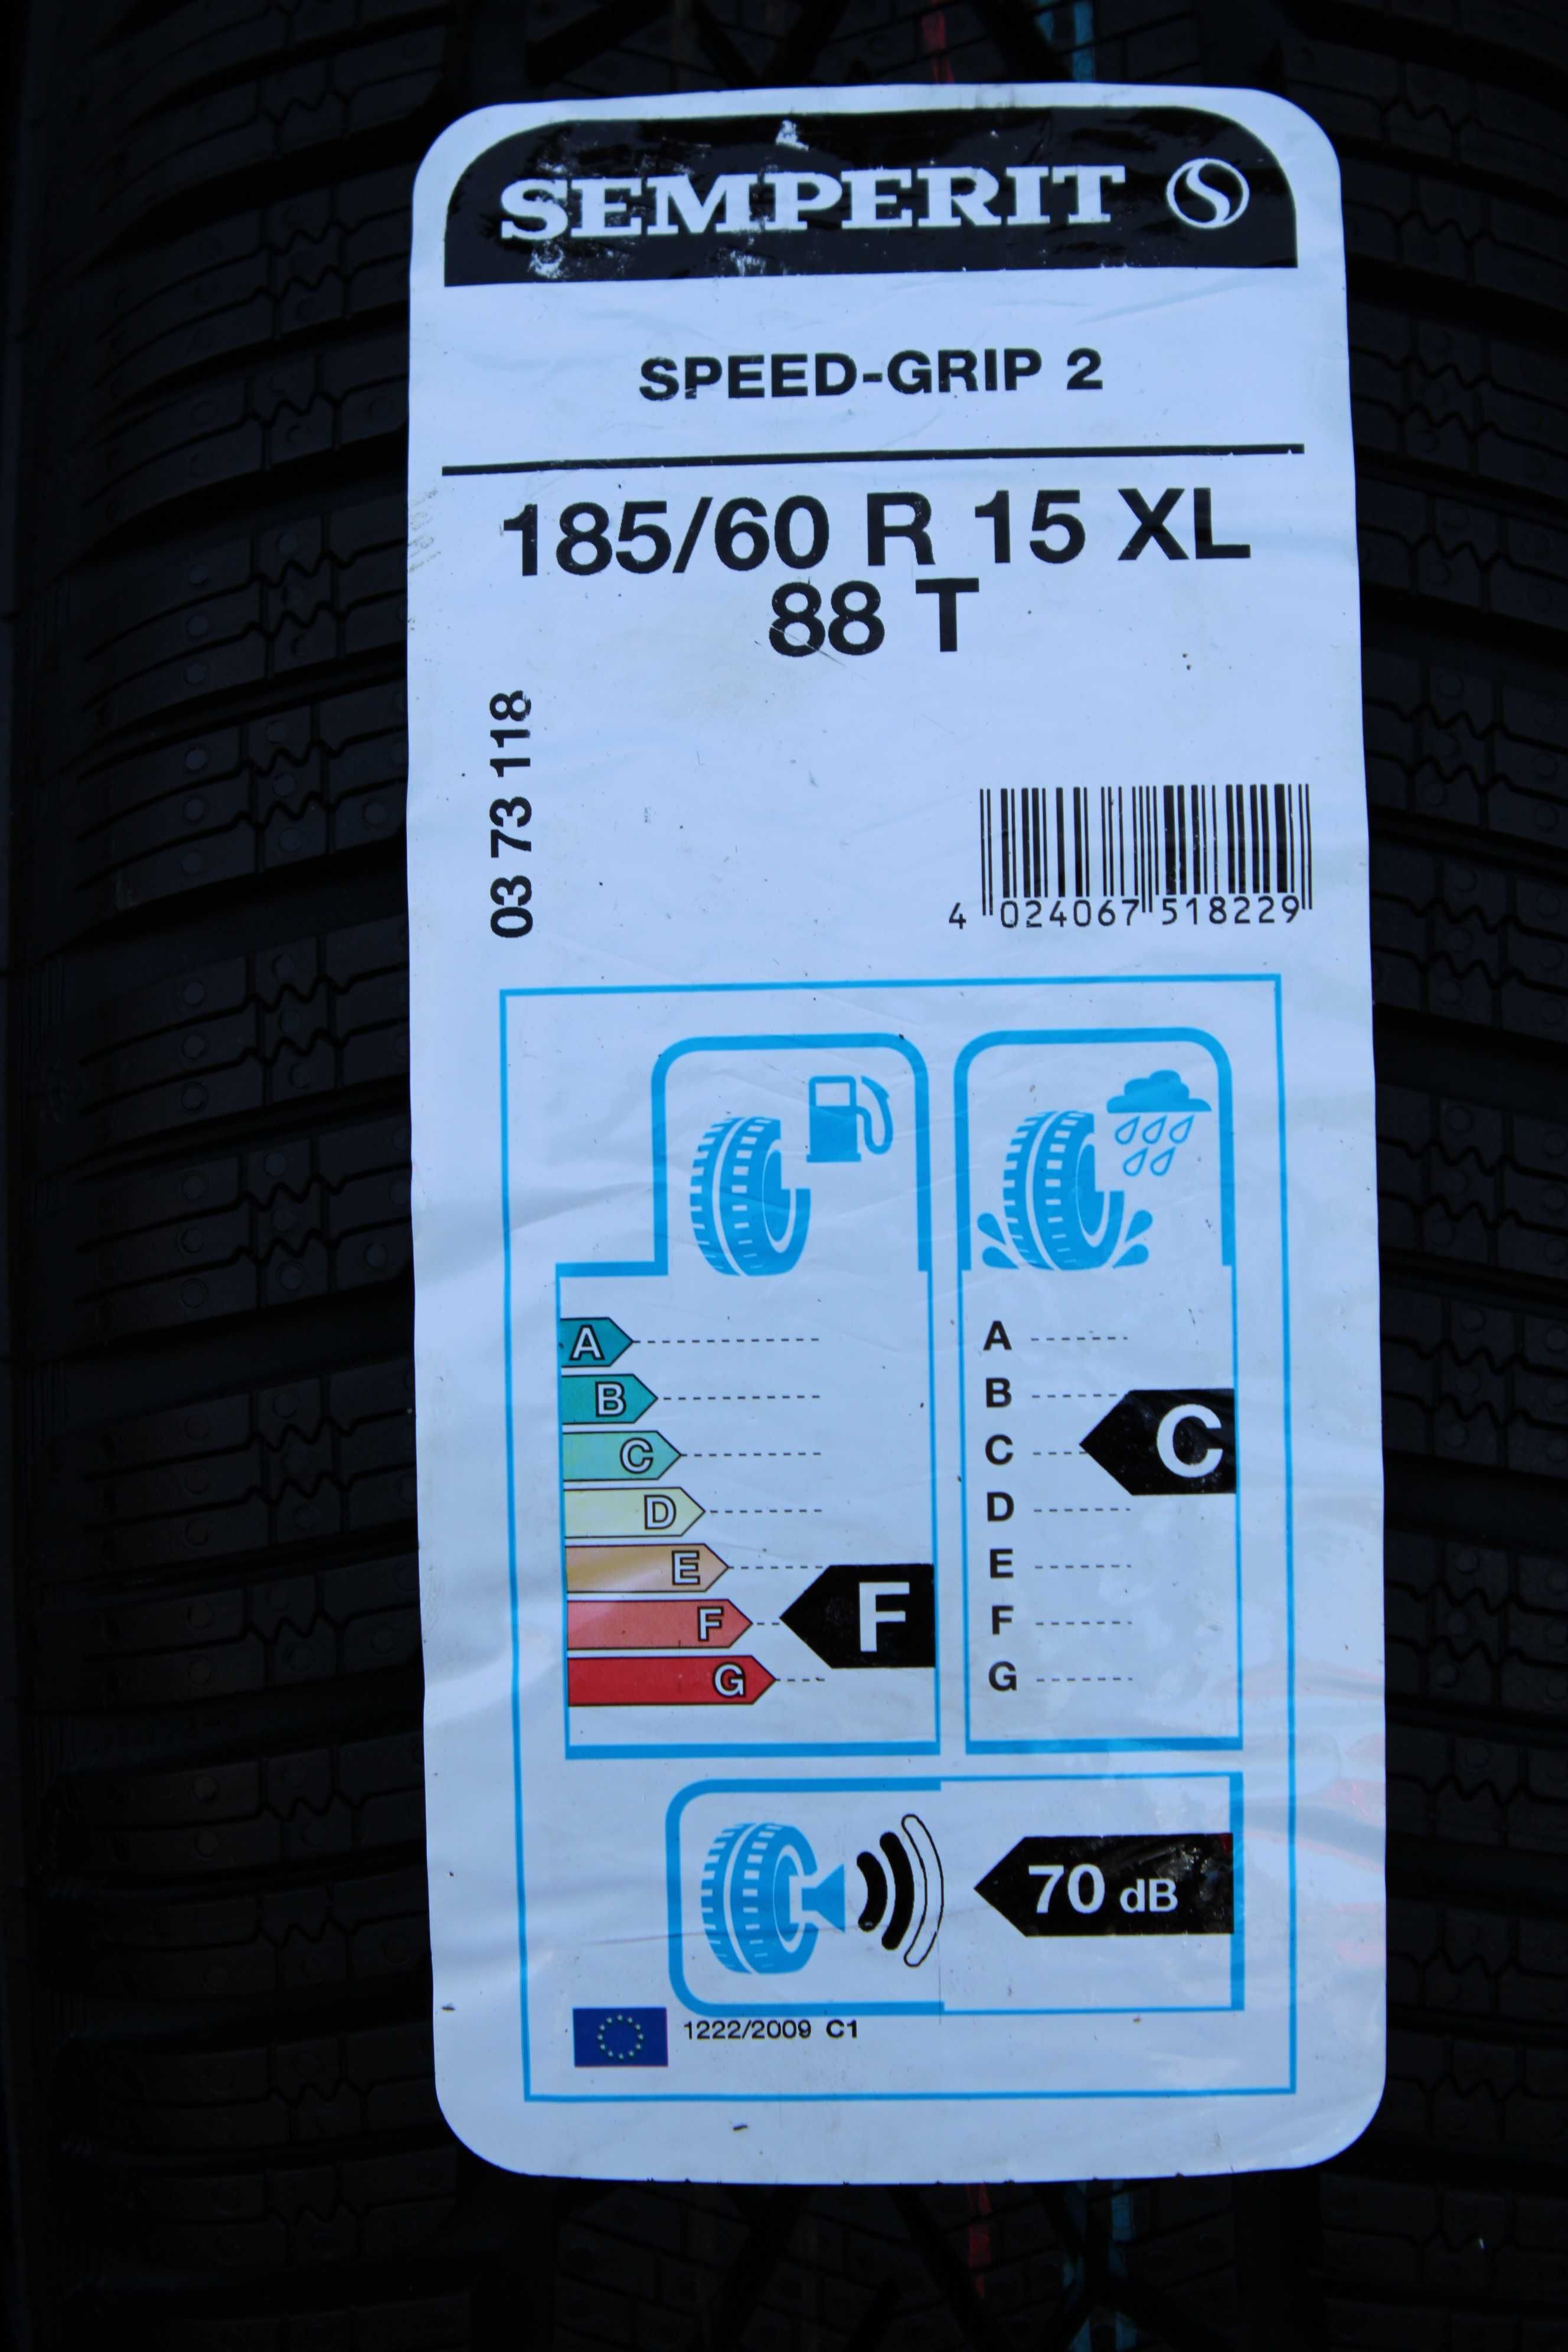 SEMPERIT
SPEED-GRIP 2
185/60 R 15 XL
88 T
03 73 118
4 024067 518229
A
B
C
D
E
F
G
F
A
B
C
D
E
F
G
C
70 dB
1222/2009 C1